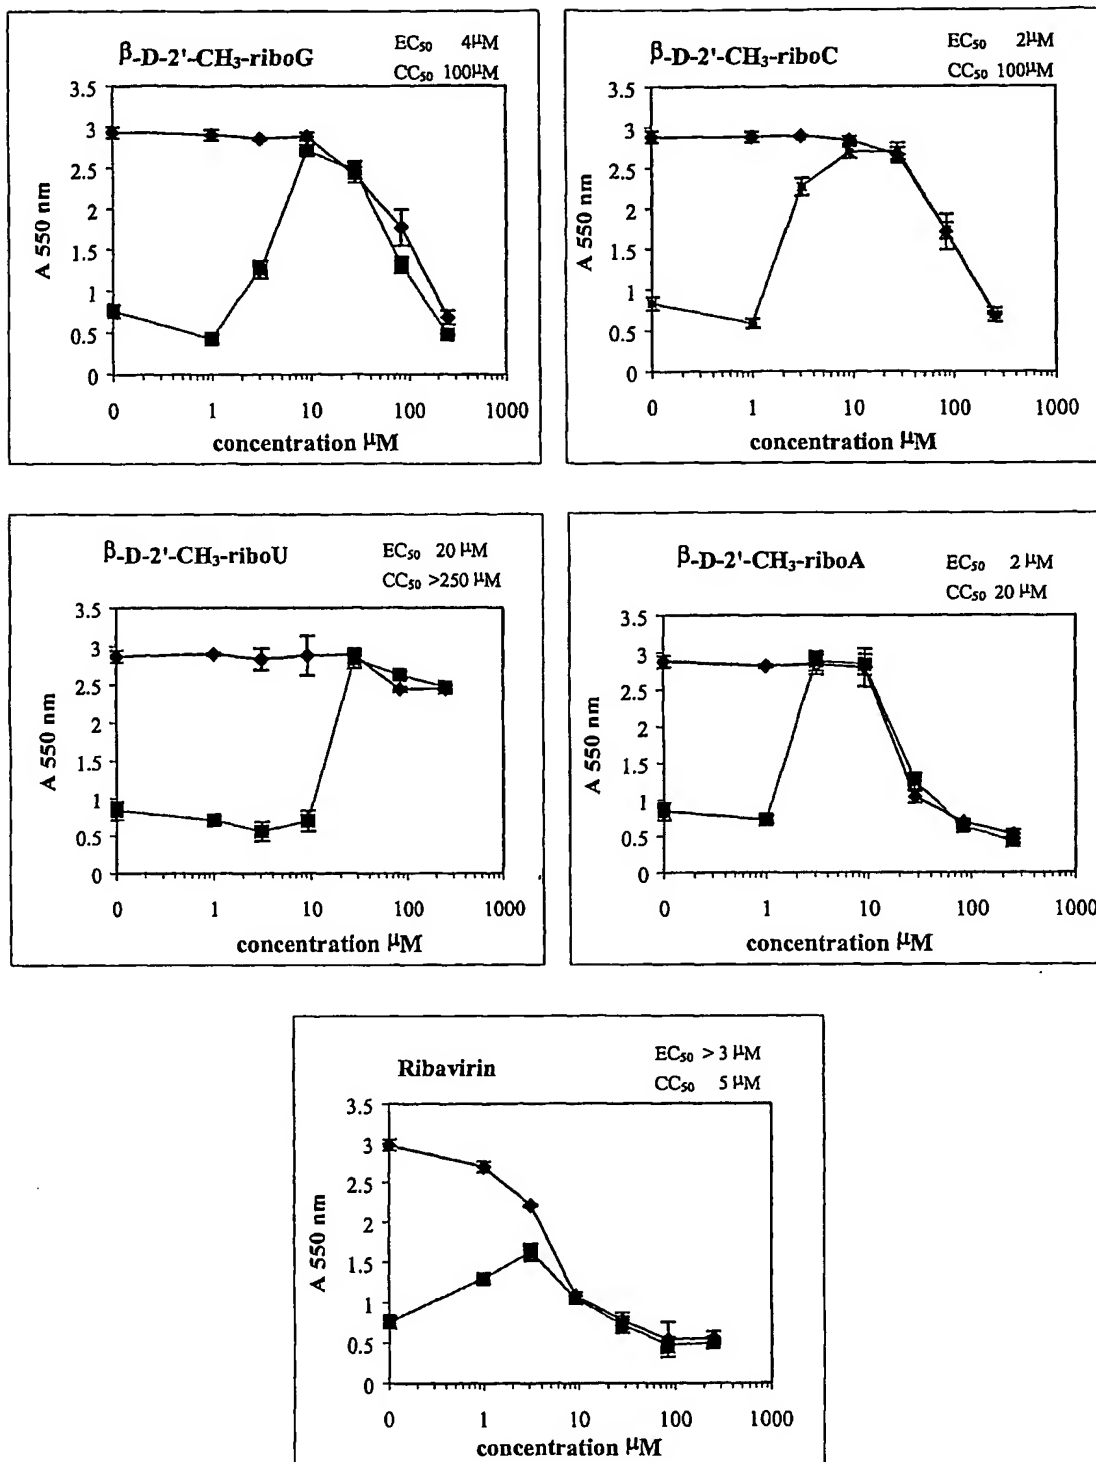 β-D-2'-CH₃-riboG
EC₅₀ 4μM
CC₅₀ 100μM
3.5
3
2.5
2
1.5
1
0.5
0
A 550 nm
0 1 10 100 1000
concentration μM
β-D-2'-CH₃-riboC
EC₅₀ 2μM
CC₅₀ 100μM
3.5
3
2.5
2
1.5
1
0.5
0
A 550 nm
0 1 10 100 1000
concentration μM
β-D-2'-CH₃-riboU
EC₅₀ 20 μM
CC₅₀ >250 μM
3.5
3
2.5
2
1.5
1
0.5
0
A 550 nm
0 1 10 100 1000
concentration μM
β-D-2'-CH₃-riboA
EC₅₀ 2 μM
CC₅₀ 20 μM
3.5
3
2.5
2
1.5
1
0.5
0
A 550 nm
0 1 10 100 1000
concentration μM
Ribavirin
EC₅₀ > 3 μM
CC₅₀ 5 μM
3.5
3
2.5
2
1.5
1
0.5
0
A 550 nm
0 1 10 100 1000
concentration μM